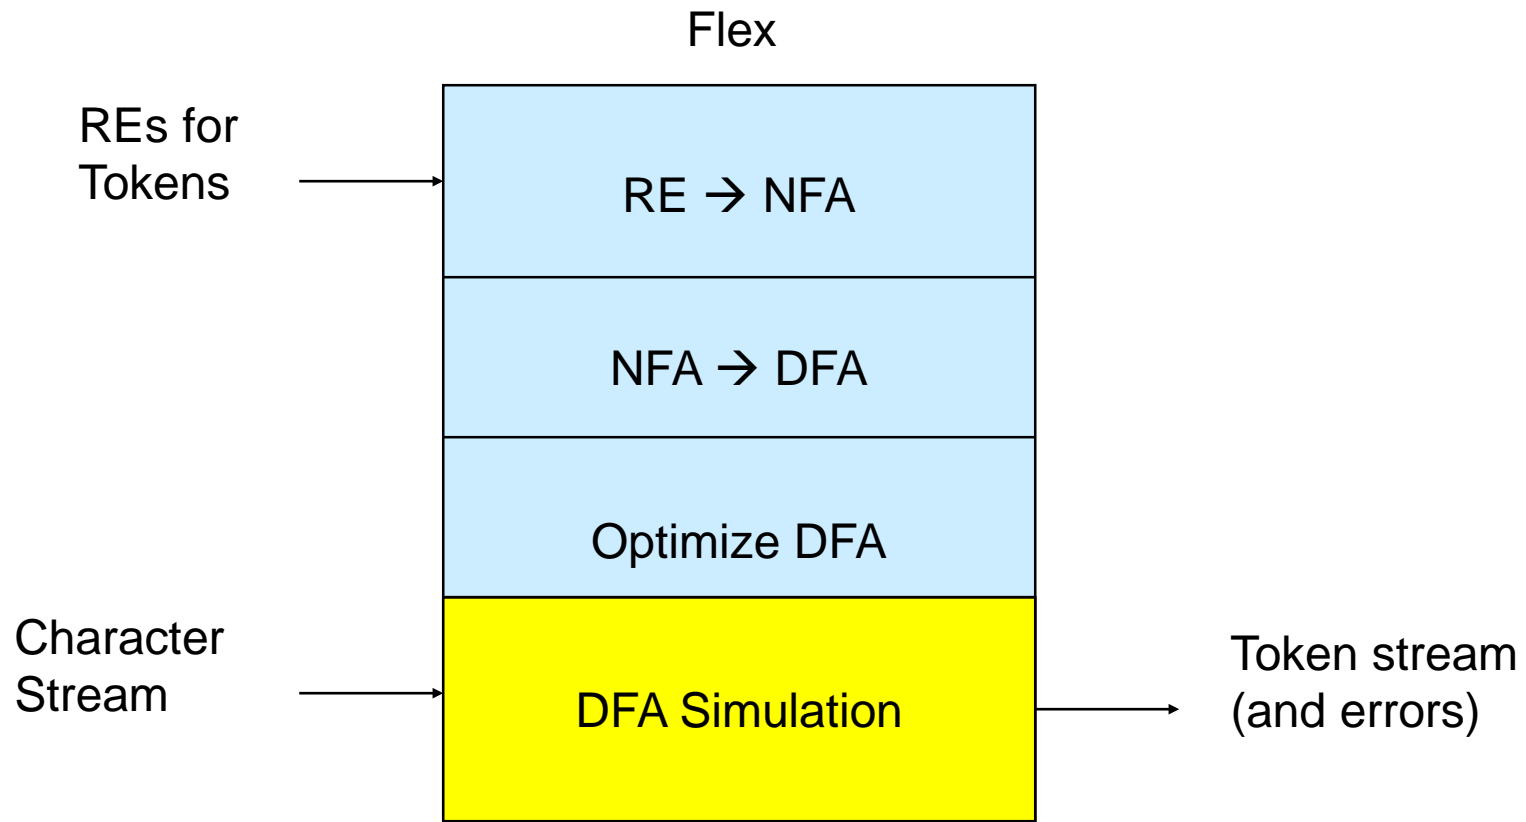 Flex
REs for
Tokens
RE → NFA
NFA → DFA
Optimize DFA
Character
Stream
DFA Simulation
Token stream
(and errors)